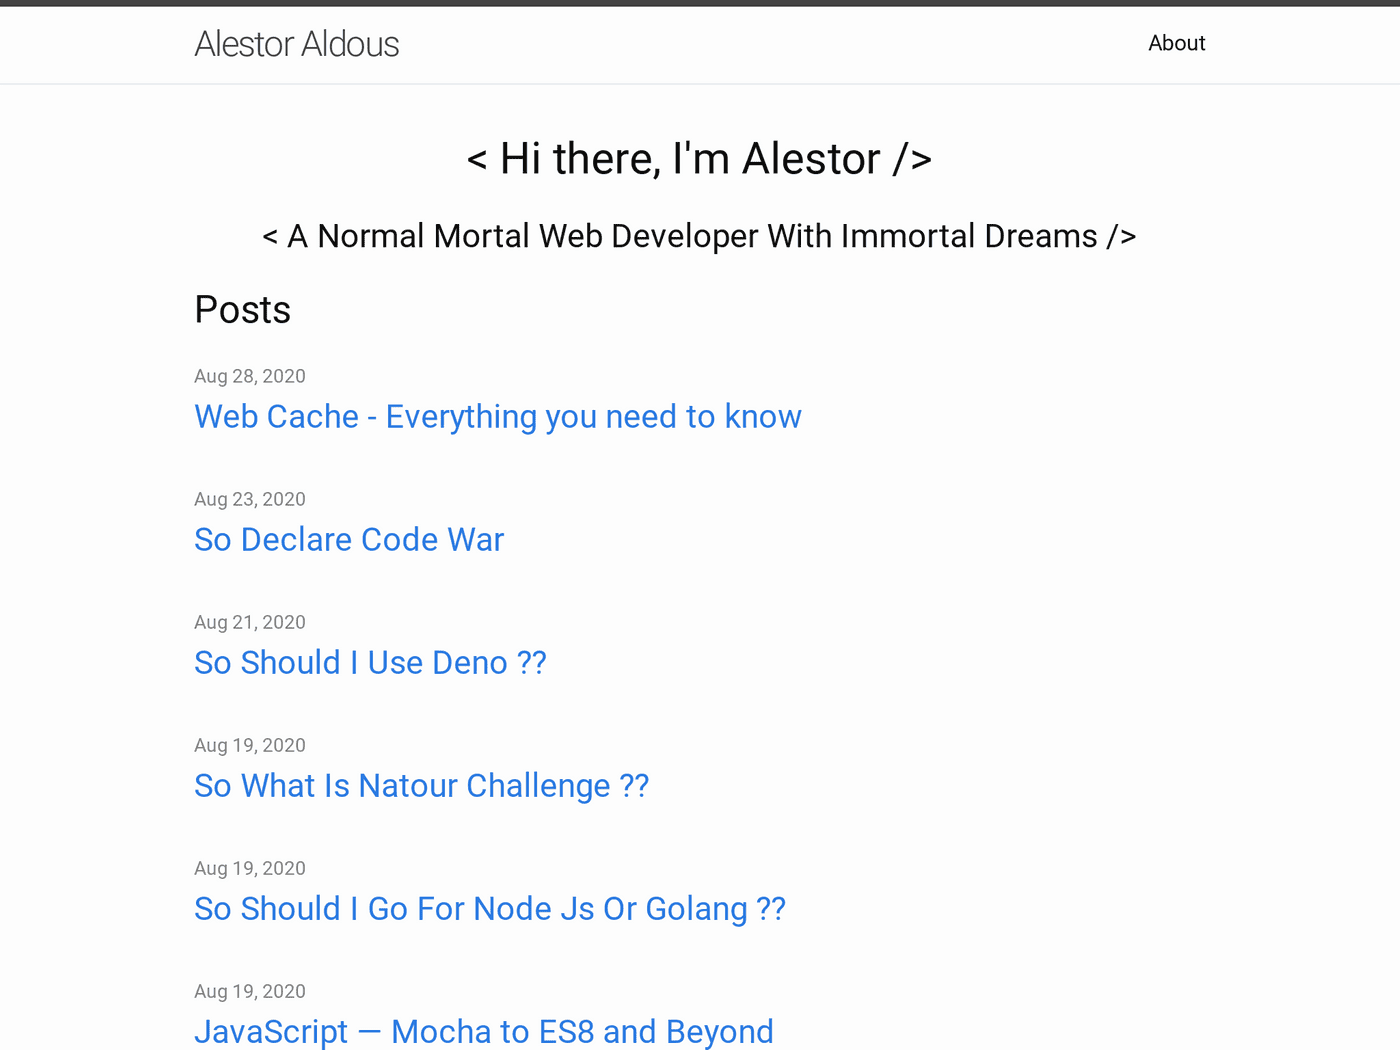 Alestor Aldous
About
< Hi there, I'm Alestor />
< A Normal Mortal Web Developer With Immortal Dreams />
Posts
Aug 28, 2020
Web Cache - Everything you need to know
Aug 23, 2020
So Declare Code War
Aug 21, 2020
So Should I Use Deno ??
Aug 19, 2020
So What Is Natour Challenge ??
Aug 19, 2020
So Should I Go For Node Js Or Golang ??
Aug 19, 2020
JavaScript — Mocha to ES8 and Beyond